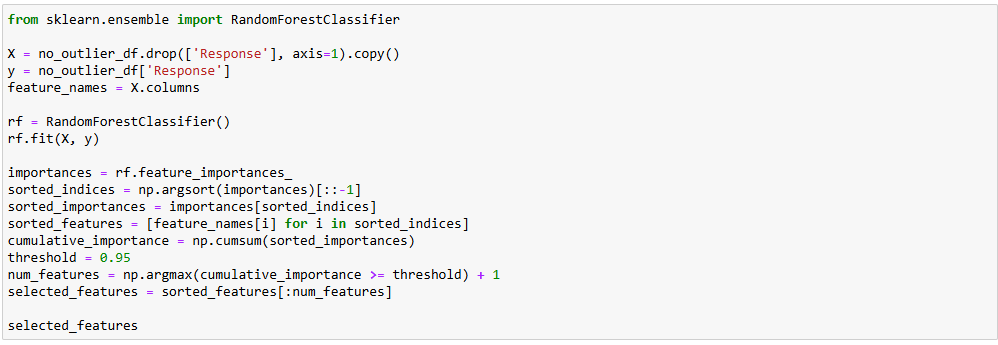 from sklearn.ensemble import RandomForestClassifier
X = no_outlier_df.drop(['Response'], axis=1).copy()
y = no_outlier_df['Response']
feature_names = X.columns
rf = RandomForestClassifier()
rf.fit(X, y)
importances = rf.feature_importances_
sorted_indices = np.argsort(importances)[::-1]
sorted_importances = importances[sorted_indices]
sorted_features = [feature_names[i] for i in sorted_indices]
cumulative_importance = np.cumsum(sorted_importances)
threshold = 0.95
num_features = np.argmax(cumulative_importance >= threshold) + 1
selected_features = sorted_features[:num_features]
selected_features